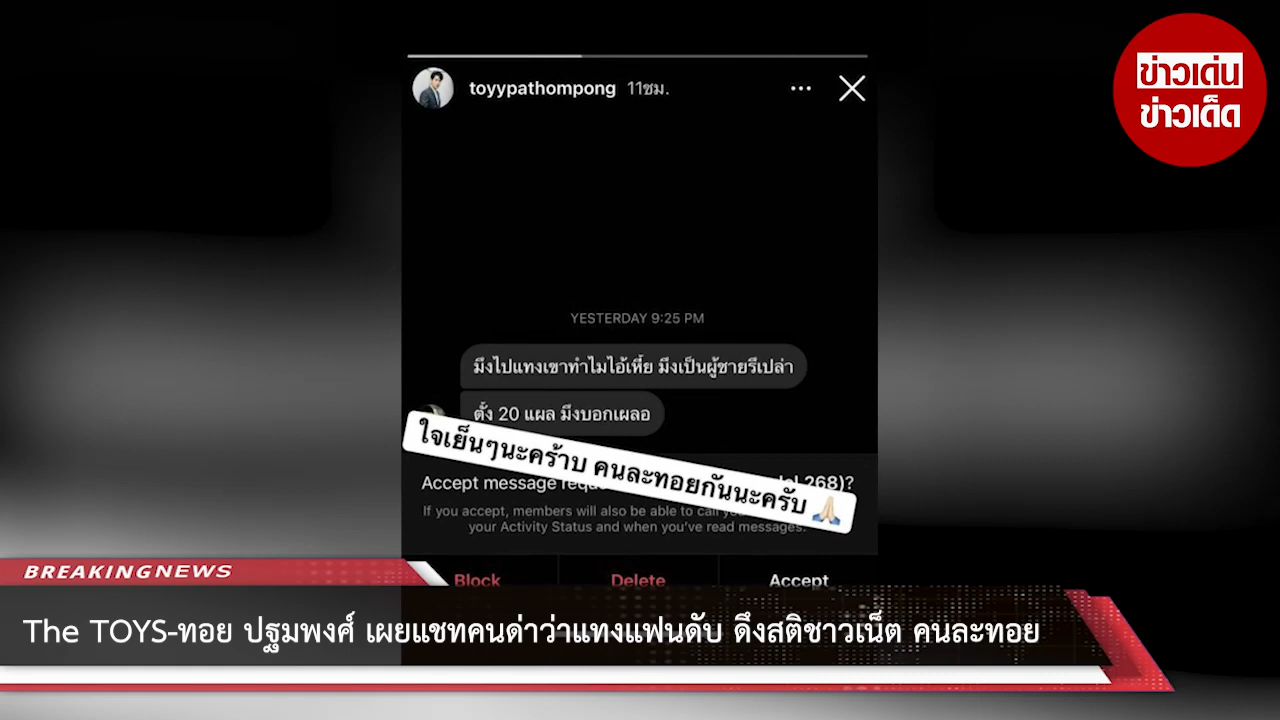 ข่าวเด่น
ข่าวเด็ด
toyypathompong 11ชม.
YESTERDAY 9:25 PM
มึงไปแทงเขาทำไมไอ้เหี้ย มึงเป็นผู้ชายรึเปล่า
ตั้ง 20 แผล มึงบอกเผลอ
ใจเย็นๆนะคร้าบ คนละทอยกันนะครับ 🙏🏻
Accept message 268)?
If you accept, members will also be able to call
your Activity Status and when you've read messages.
Block Delete Accept
BREAKINGNEWS
The TOYS-ทอย ปฐมพงศ์ เผยแชทคนด่าว่าแทงแฟนดับ ดึงสติชาวเน็ต คนละทอย